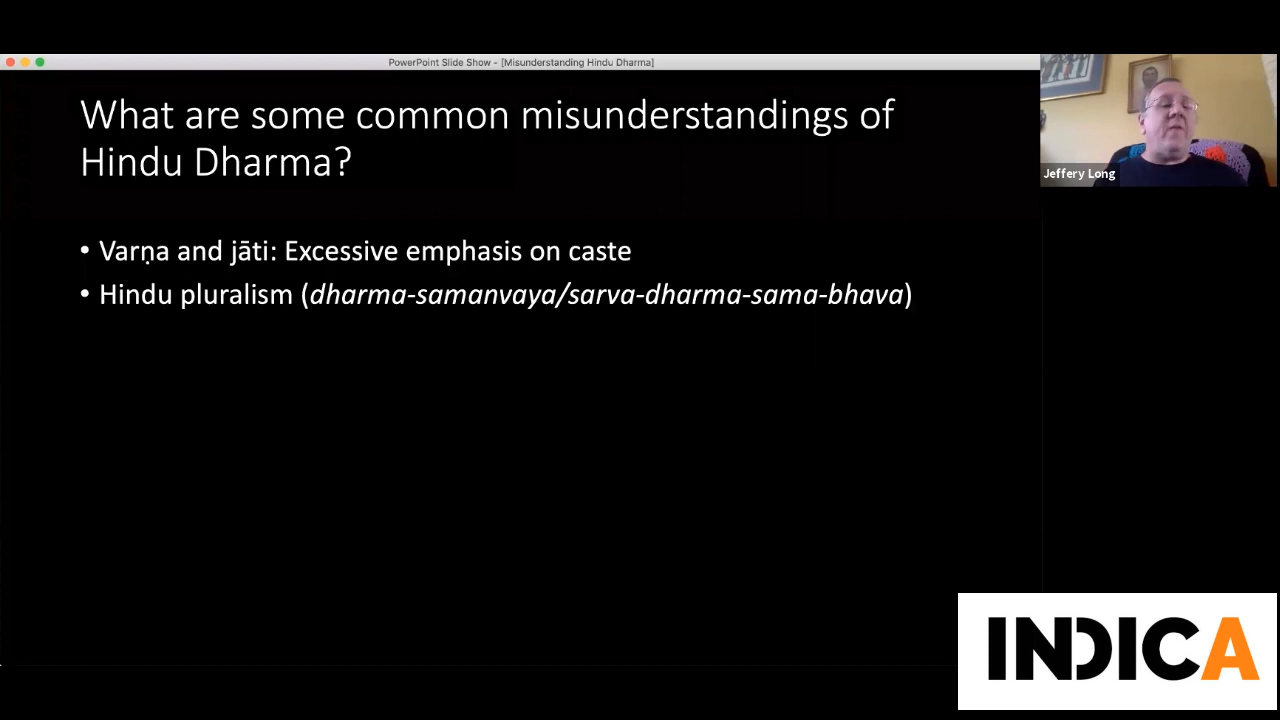 PowerPoint Slide Show - [Misunderstanding Hindu Dharma]
What are some common misunderstandings of
Hindu Dharma?
• Varṇa and jāti: Excessive emphasis on caste
• Hindu pluralism (dharma-samanvaya/sarva-dharma-sama-bhava)
Jeffery Long
INDICA